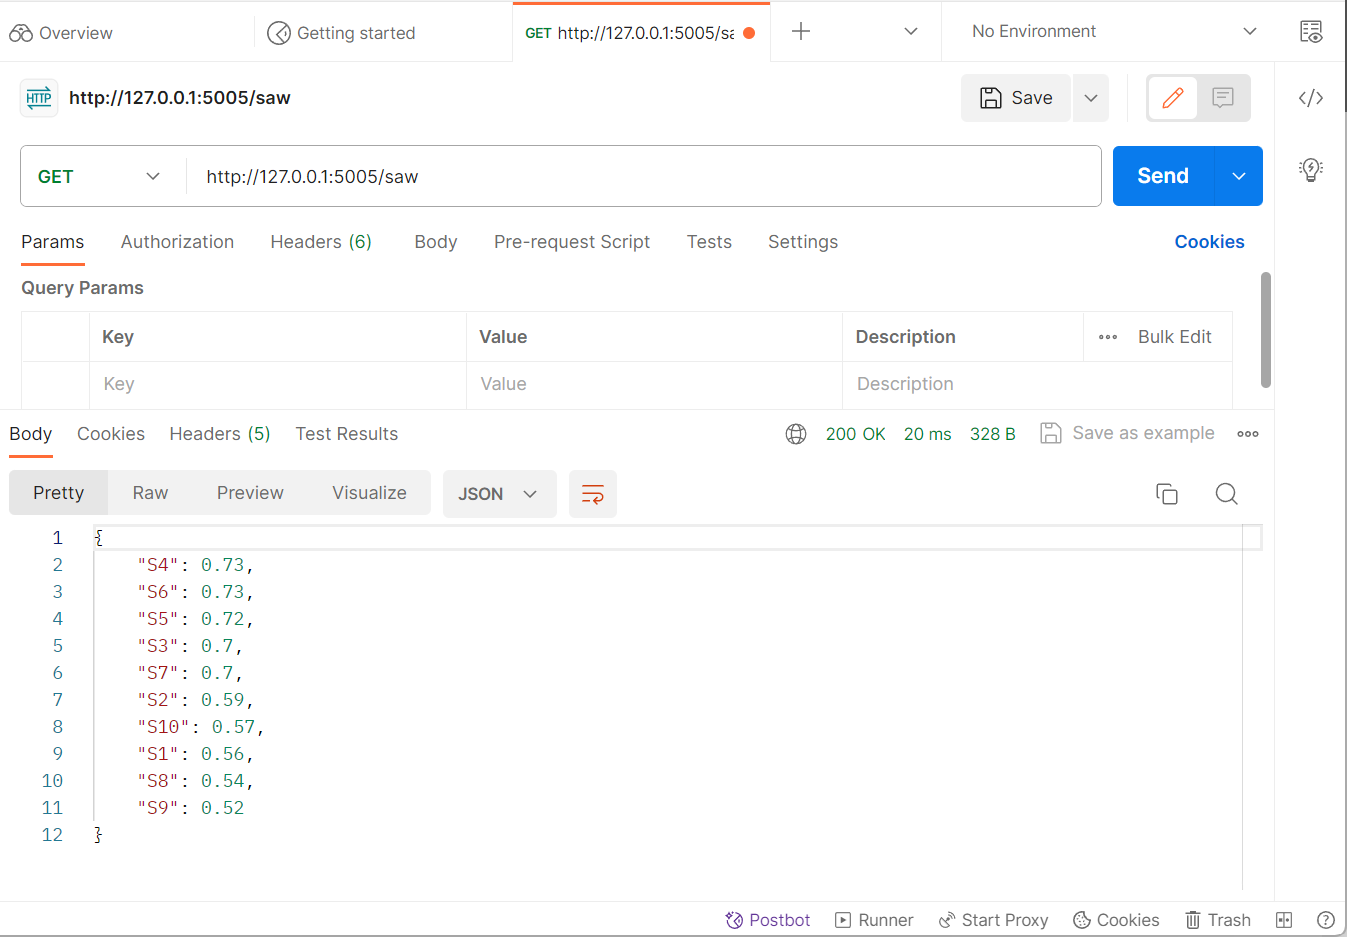 Overview
Getting started
GET http://127.0.0.1:5005/sa
No Environment
HTTP http://127.0.0.1:5005/saw
Save
GET http://127.0.0.1:5005/saw
Send
Params Authorization Headers (6) Body Pre-request Script Tests Settings Cookies
Query Params
Key Value Description Bulk Edit
Key Value Description
Body Cookies Headers (5) Test Results 200 OK 20 ms 328 B Save as example
Pretty Raw Preview Visualize JSON
1 {
2 "S4": 0.73,
3 "S6": 0.73,
4 "S5": 0.72,
5 "S3": 0.7,
6 "S7": 0.7,
7 "S2": 0.59,
8 "S10": 0.57,
9 "S1": 0.56,
10 "S8": 0.54,
11 "S9": 0.52
12 }
Postbot Runner Start Proxy Cookies Trash